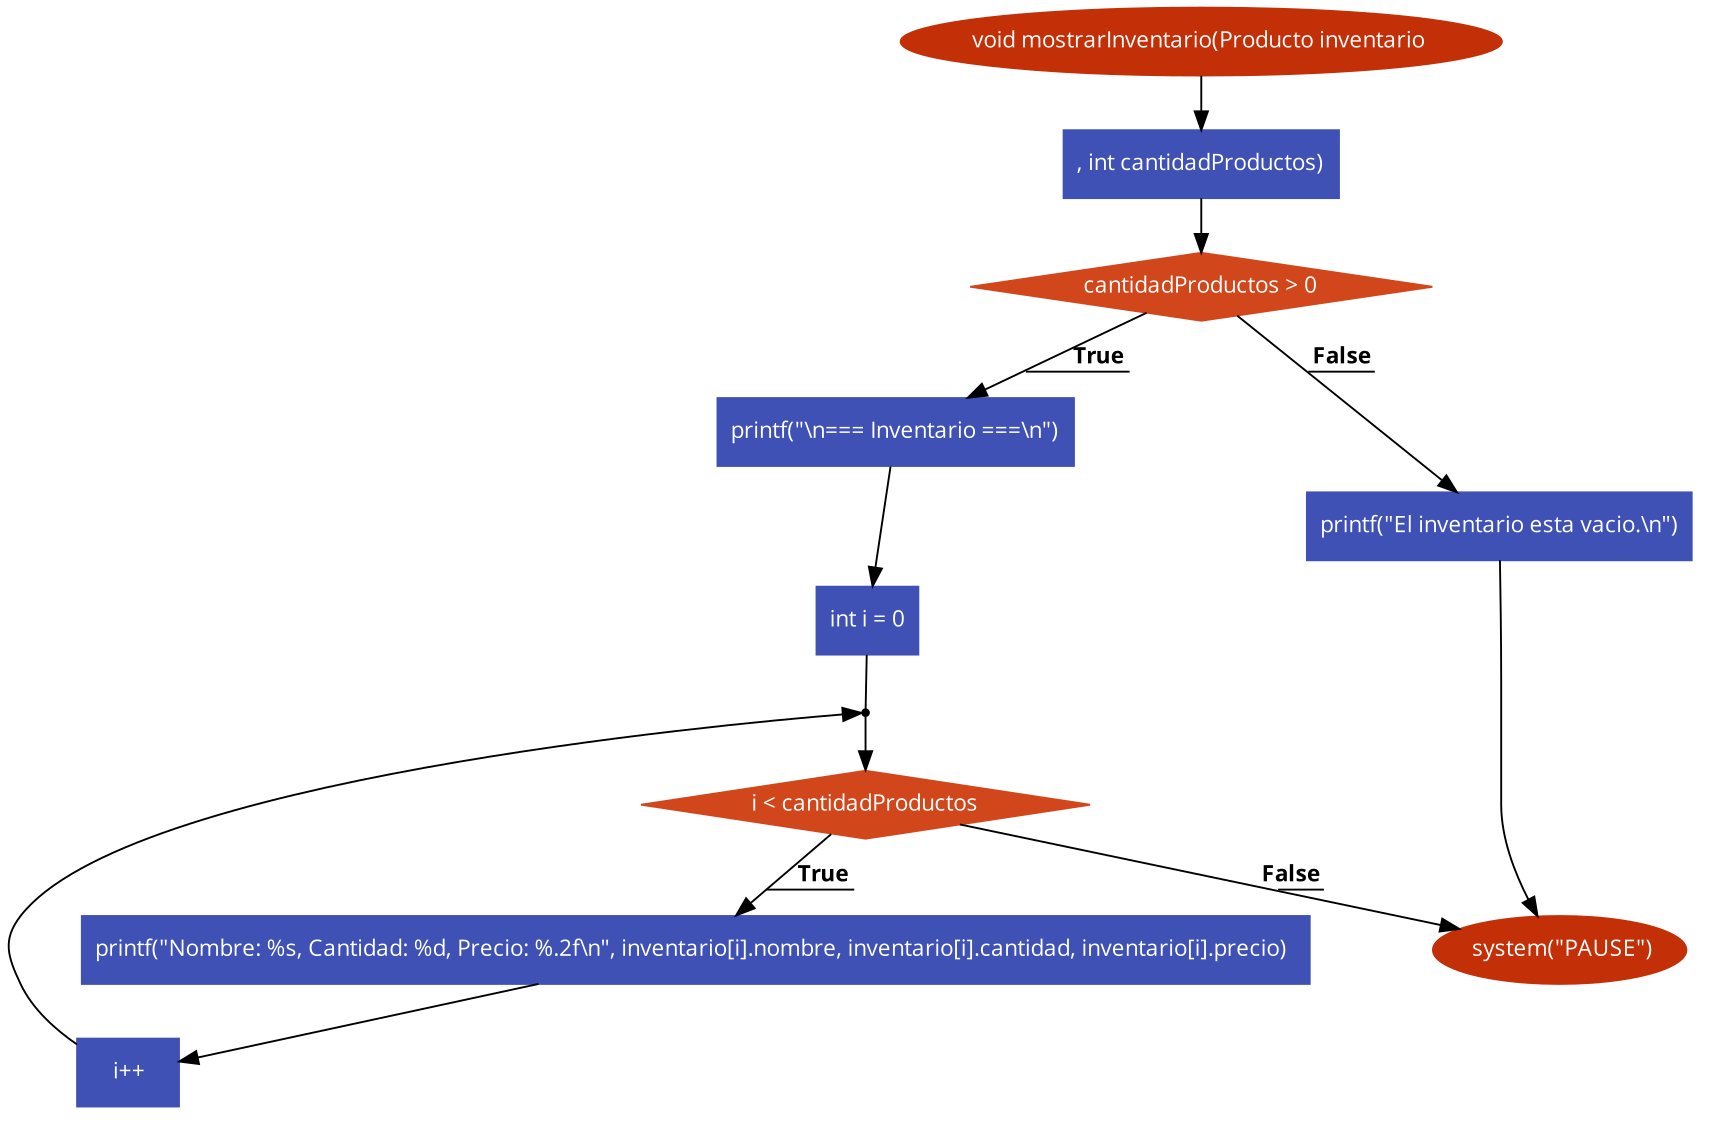 void mostrarInventario(Producto inventario
, int cantidadProductos)
cantidadProductos > 0
True
False
printf("\n=== Inventario ===\n")
printf("El inventario esta vacio.\n")
int i = 0
i < cantidadProductos
True
False
printf("Nombre: %s, Cantidad: %d, Precio: %.2f\n", inventario[i].nombre, inventario[i].cantidad, inventario[i].precio)
system("PAUSE")
i++